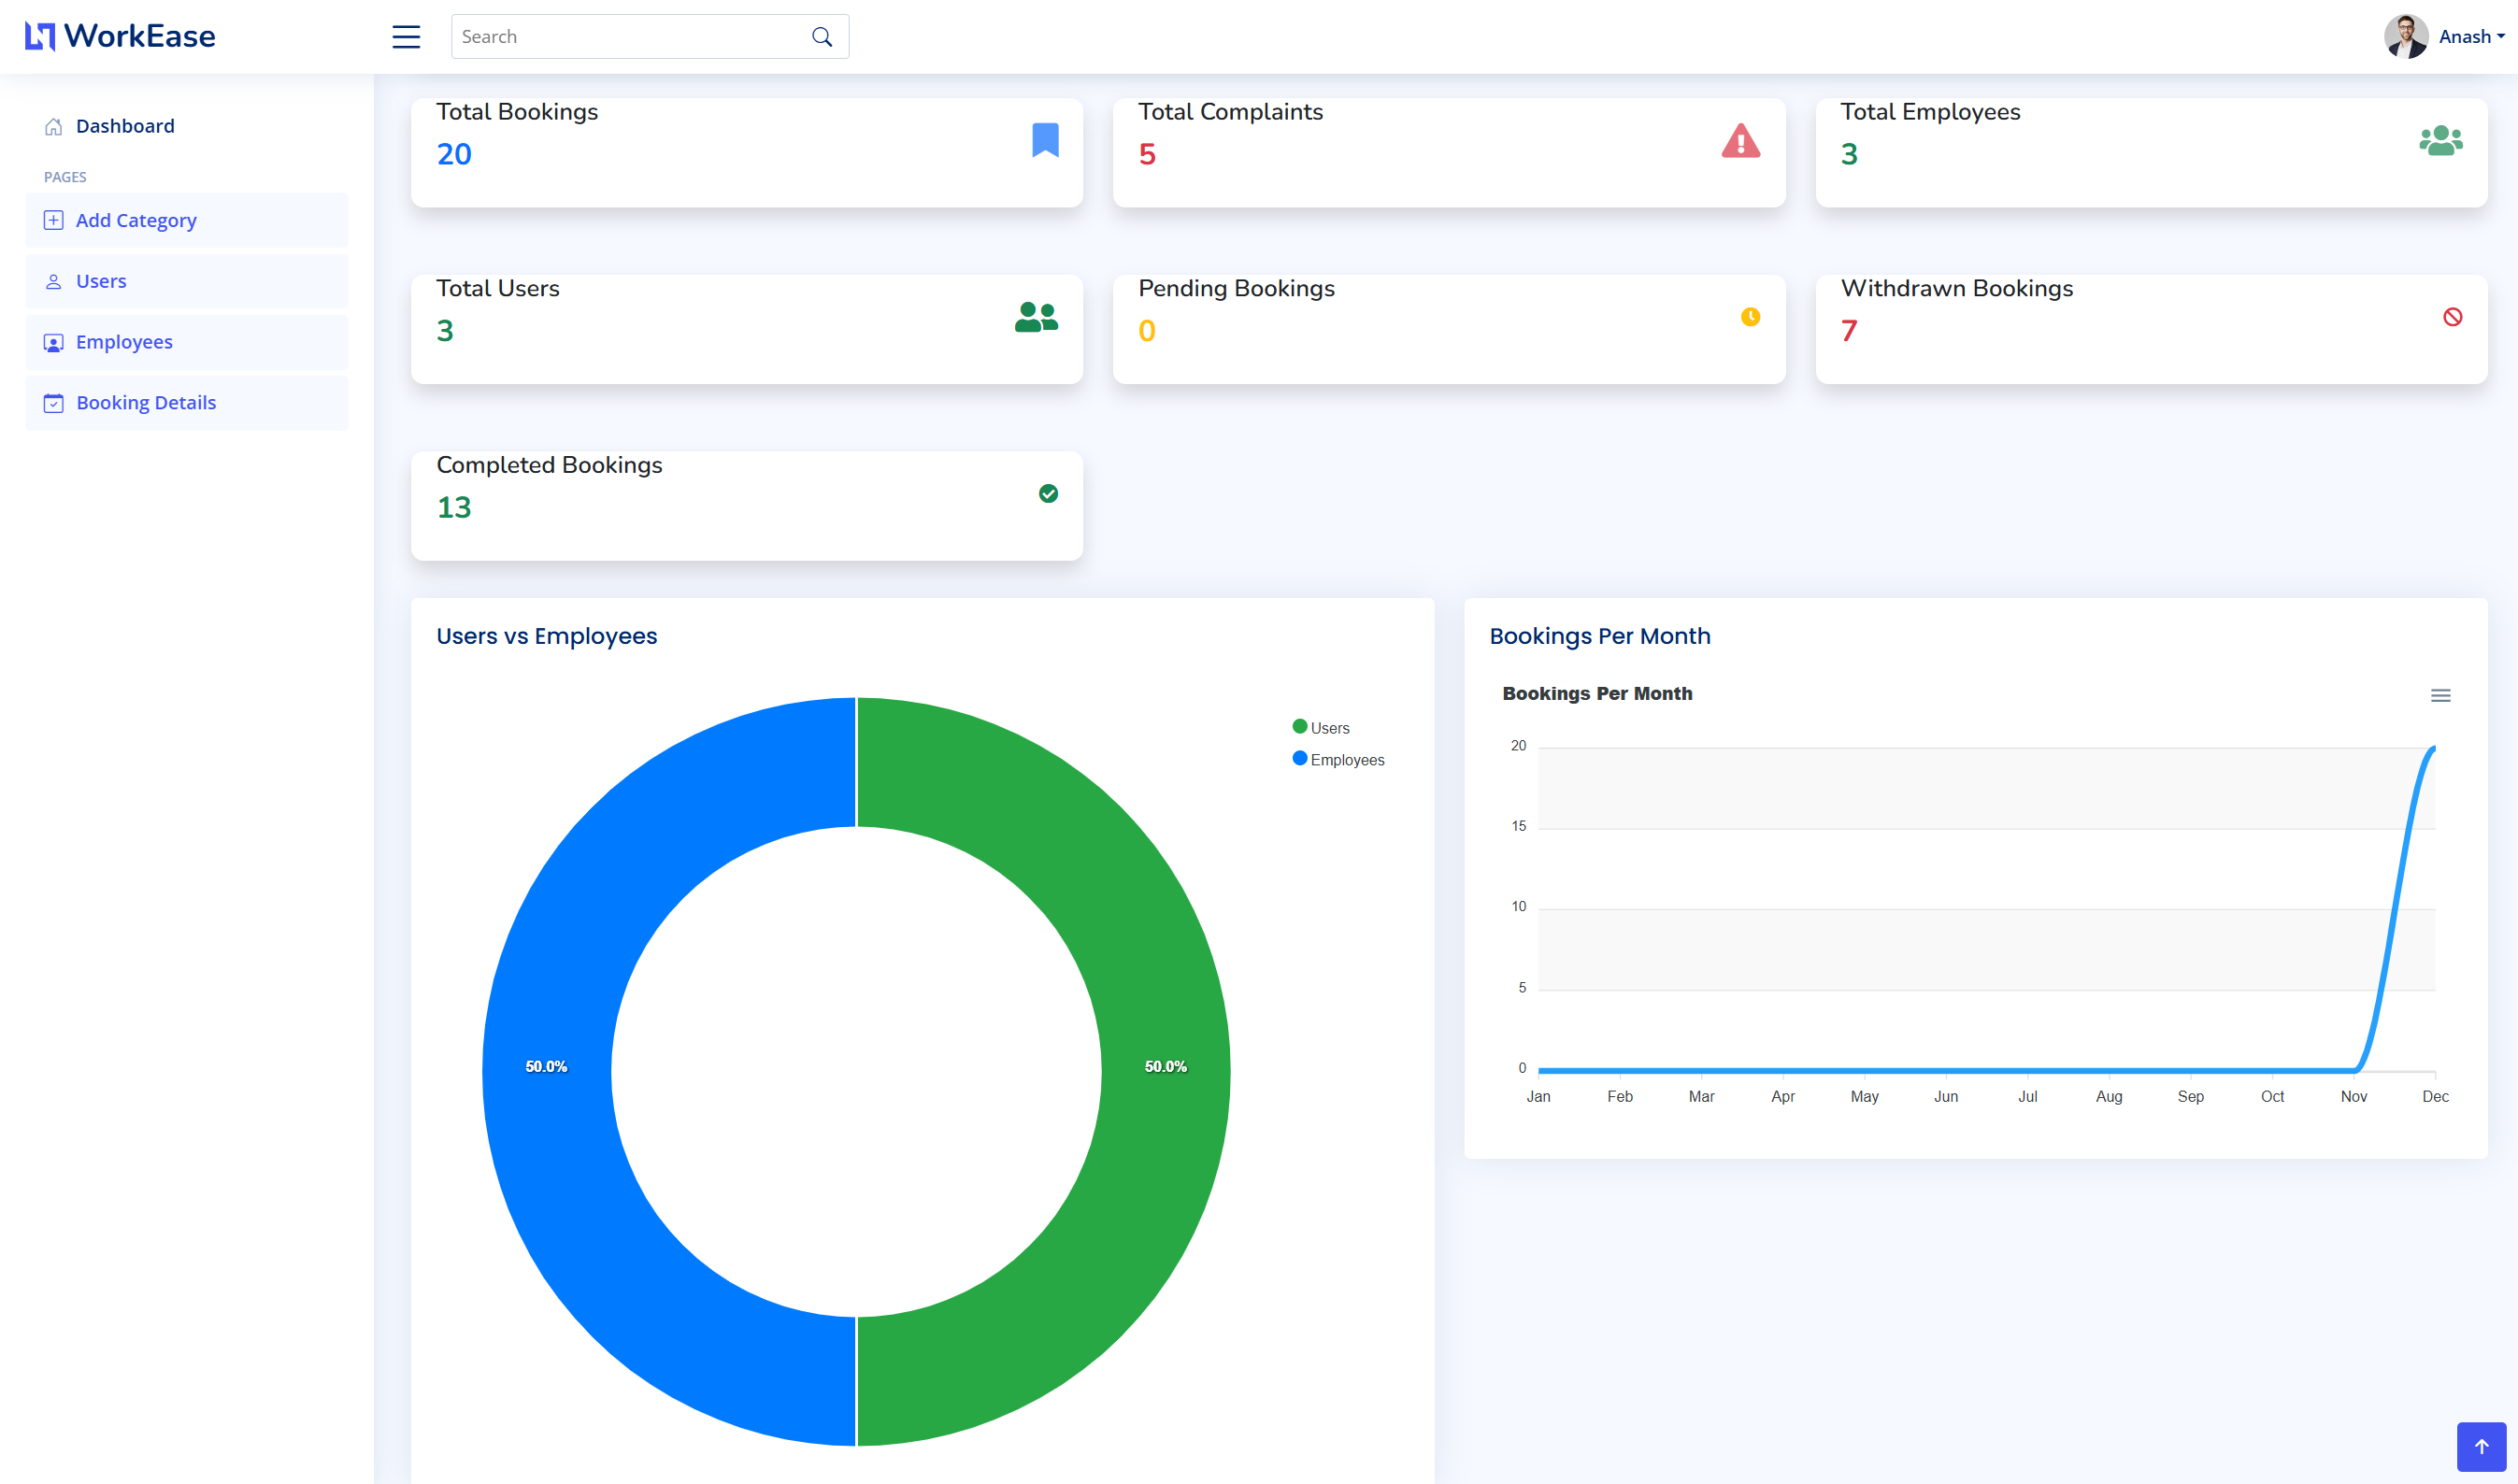 WorkEase
Search
Anash
Dashboard
PAGES
Add Category
Users
Employees
Booking Details
Total Bookings
20
Total Complaints
5
Total Employees
3
Total Users
3
Pending Bookings
0
Withdrawn Bookings
7
Completed Bookings
13
Users vs Employees
Users
Employees
50.0%
50.0%
Bookings Per Month
Bookings Per Month
20
15
10
5
0
Jan Feb Mar Apr May Jun Jul Aug Sep Oct Nov Dec